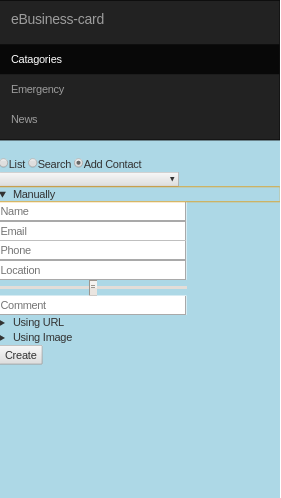 eBusiness-card
Catagories
Emergency
News
List Search Add Contact
Manually
Name
Email
Phone
Location
Comment
Using URL
Using Image
Create